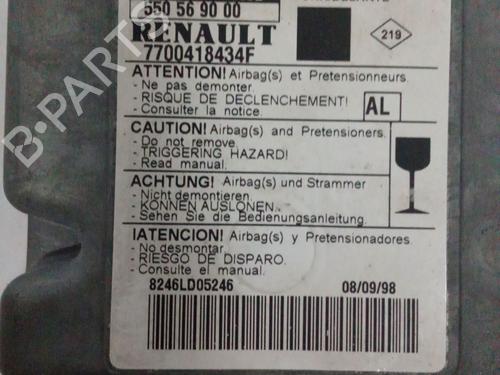 550 56 90 00
RENAULT
7700418434F
219
ATTENTION! Airbag(s) et Pretensionneurs.
- Ne pas demonter.
- RISQUE DE DECLENCHEMENT!
- Consulter la notice.
AL
CAUTION! Airbag(s) and Pretensioners.
- Do not remove.
- TRIGGERING HAZARD!
- Read manual.
ACHTUNG! Airbag(s) und Strammer
- Nicht demontieren.
- KONNEN AUSLONEN.
- Sehen Sie die Bedienungsanleitung.
IATENCION! Airbag(s) y Pretensionadores.
- No desmontar.
- RIESGO DE DISPARO.
- Consulte el manual.
8246LD05246 08/09/98
B-PARTS